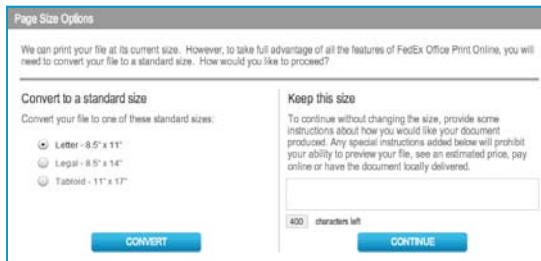 Page Size Options
We can print your file at its current size. However, to take full advantage of all the features of FedEx Office Print Online, you will
need to convert your file to a standard size. How would you like to proceed?
Convert to a standard size
Convert your file to one of these standard sizes:
Letter - 8.5" x 11"
Legal - 8.5" x 14"
Tabloid - 11" x 17"
CONVERT
Keep this size
To continue without changing the size, provide some
instructions about how you would like your document
produced. Any special instructions added below will prohibit
your ability to preview your file, see an estimated price, pay
online or have the document locally delivered.
400 characters left
CONTINUE